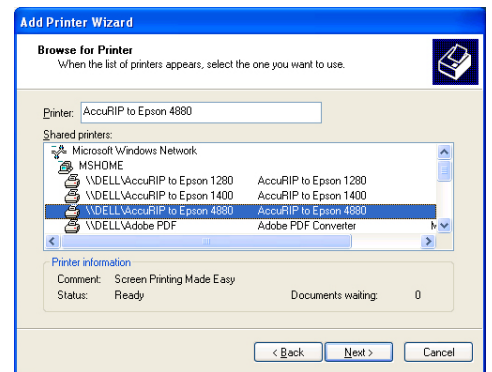 Add Printer Wizard
Browse for Printer
When the list of printers appears, select the one you want to use.
Printer: AccuRIP to Epson 4880
Shared printers:
Microsoft Windows Network
MSHOME
\\DELL\AccuRIP to Epson 1280 AccuRIP to Epson 1280
\\DELL\AccuRIP to Epson 1400 AccuRIP to Epson 1400
\\DELL\AccuRIP to Epson 4880 AccuRIP to Epson 4880
\\DELL\Adobe PDF Adobe PDF Converter
Printer information
Comment: Screen Printing Made Easy
Status: Ready Documents waiting: 0
< Back Next > Cancel